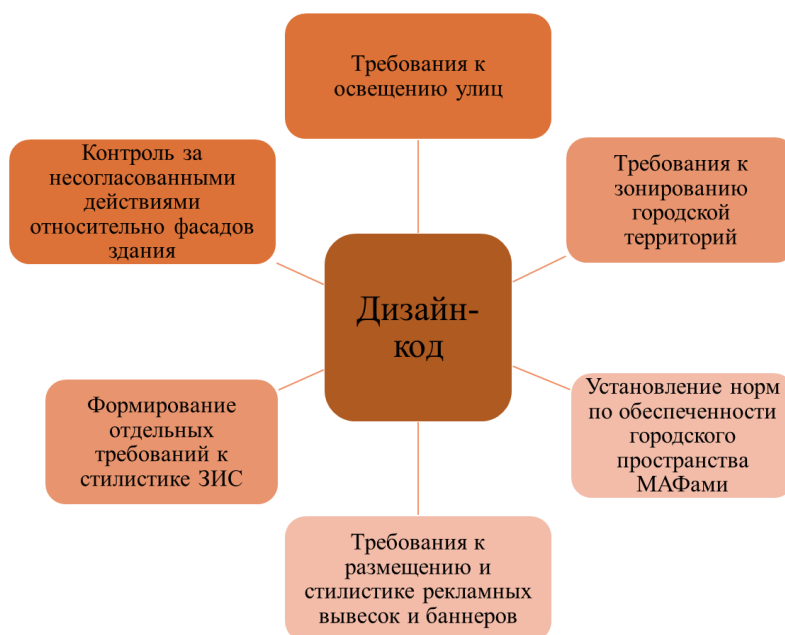 Требования к
освещению улиц
Контроль за
несогласованными
действиями
относительно фасадов
здания
Требования к
зонированию
городской
территорий
Дизайн-
код
Формирование
отдельных
требований к
стилистике ЗИС
Установление норм
по обеспеченности
городского
пространства
МАФами
Требования к
размещению и
стилистике рекламных
вывесок и баннеров